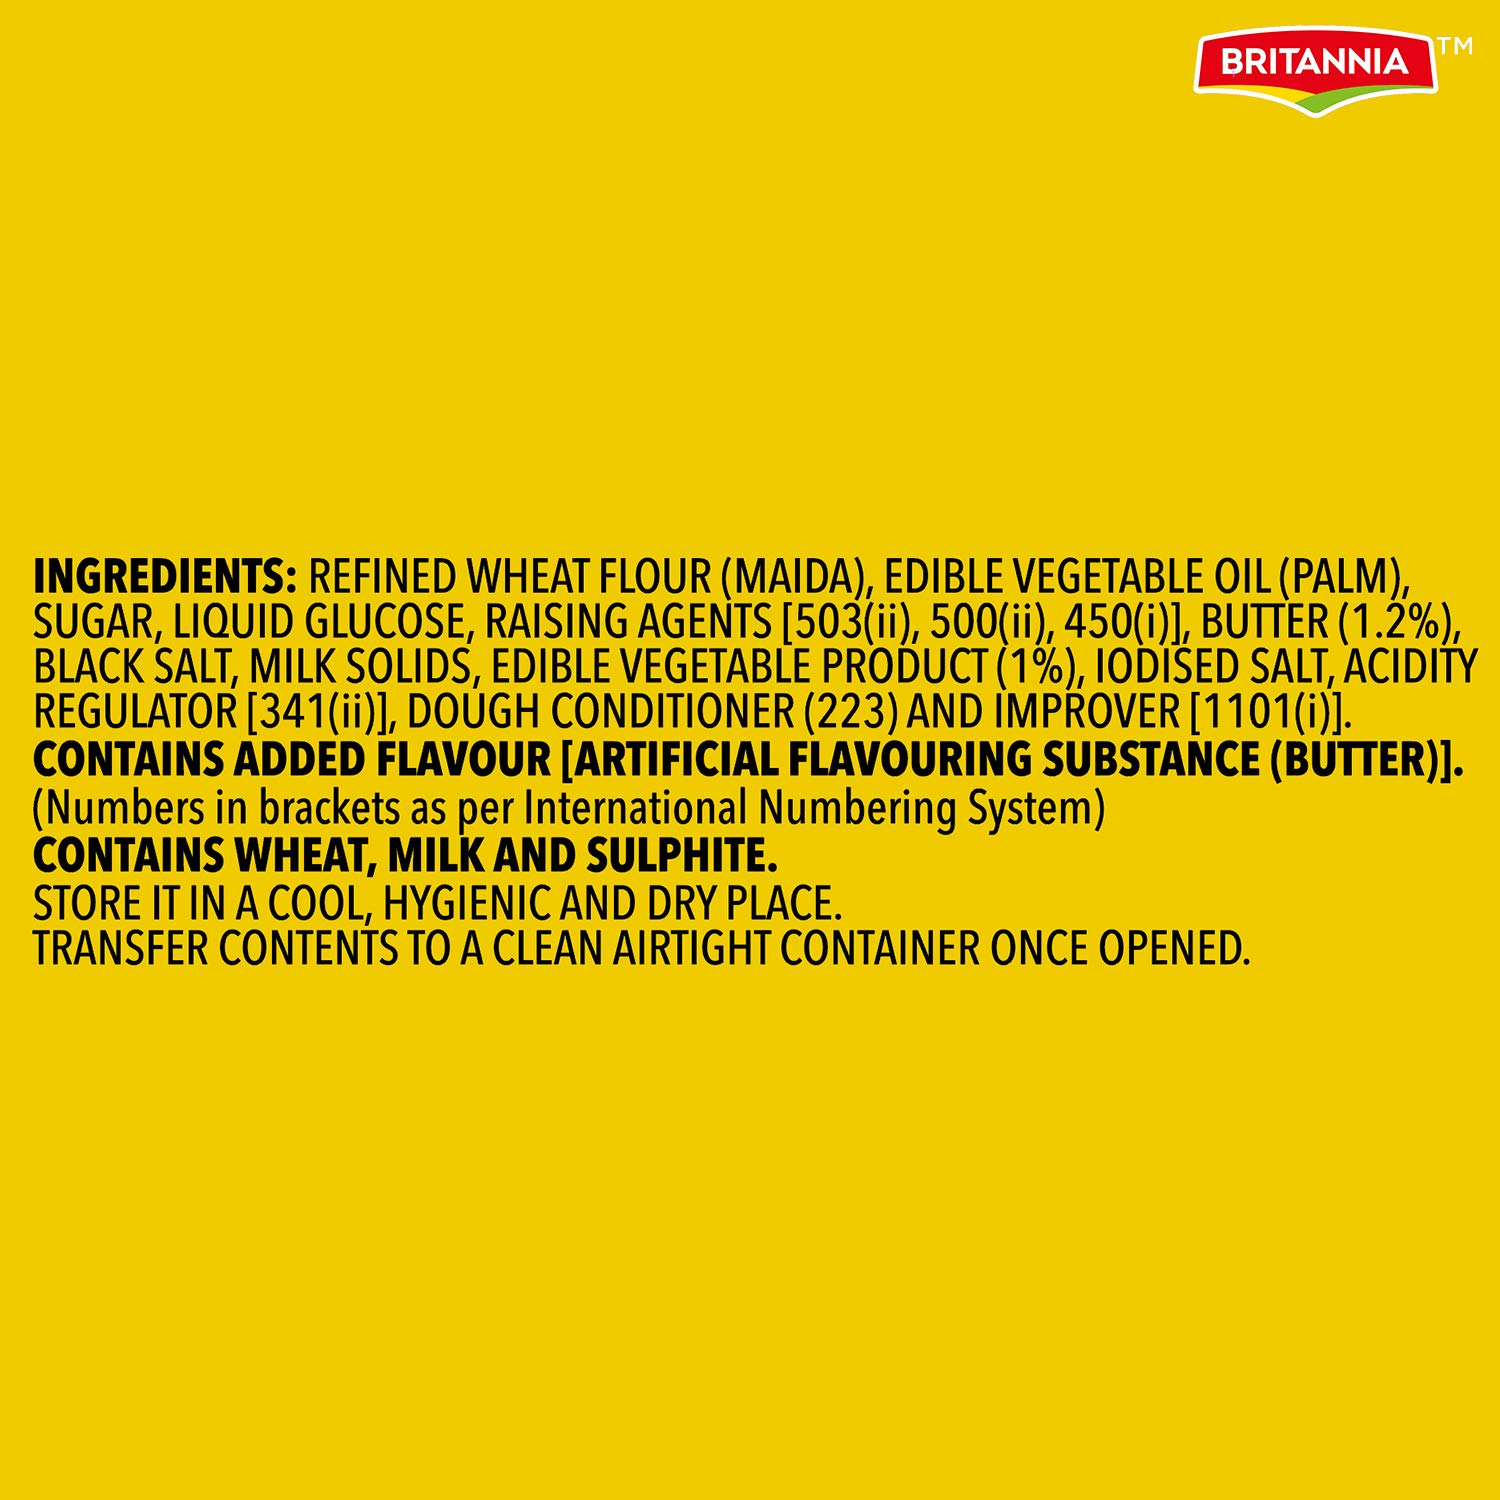 BRITANNIA™
INGREDIENTS: REFINED WHEAT FLOUR (MAIDA), EDIBLE VEGETABLE OIL (PALM),
SUGAR, LIQUID GLUCOSE, RAISING AGENTS [503(ii), 500(ii), 450(i)], BUTTER (1.2%),
BLACK SALT, MILK SOLIDS, EDIBLE VEGETABLE PRODUCT (1%), IODISED SALT, ACIDITY
REGULATOR [341(ii)], DOUGH CONDITIONER (223) AND IMPROVER [1101(i)].
CONTAINS ADDED FLAVOUR [ARTIFICIAL FLAVOURING SUBSTANCE (BUTTER)].
(Numbers in brackets as per International Numbering System)
CONTAINS WHEAT, MILK AND SULPHITE.
STORE IT IN A COOL, HYGIENIC AND DRY PLACE.
TRANSFER CONTENTS TO A CLEAN AIRTIGHT CONTAINER ONCE OPENED.